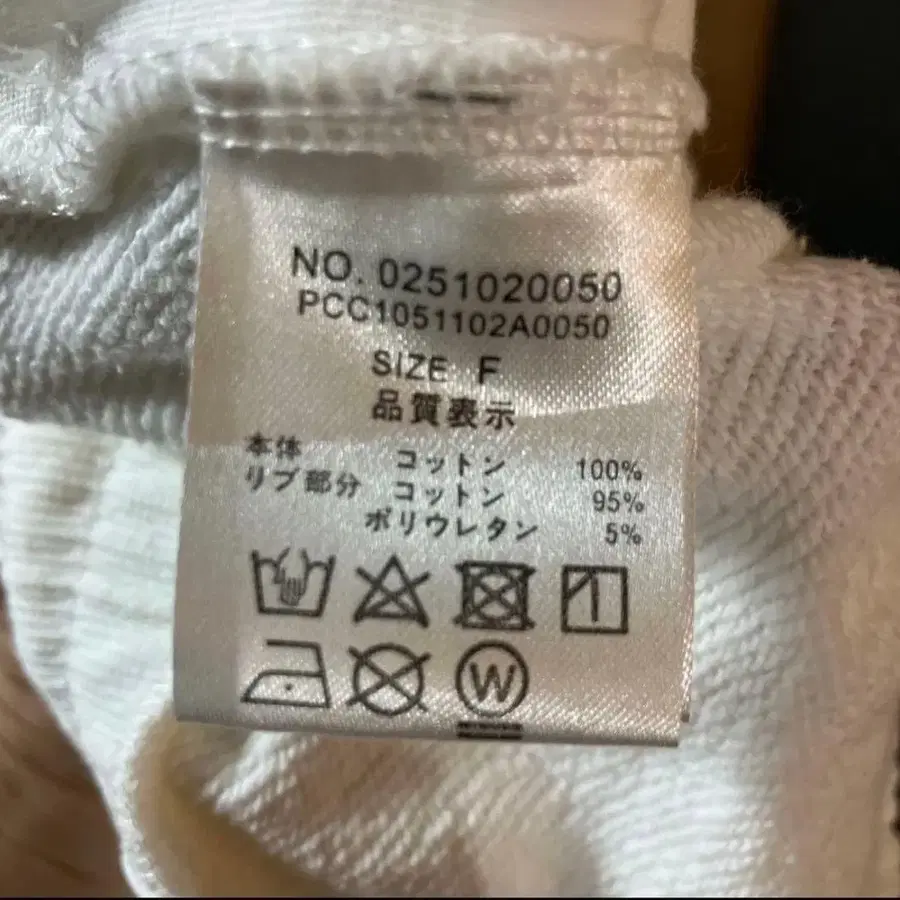 NO. 0251020050
PCC1051102A0050
SIZE F
品質表示
本体 コットン 100%
リブ部分 コットン 95%
ポリウレタン 5%
W